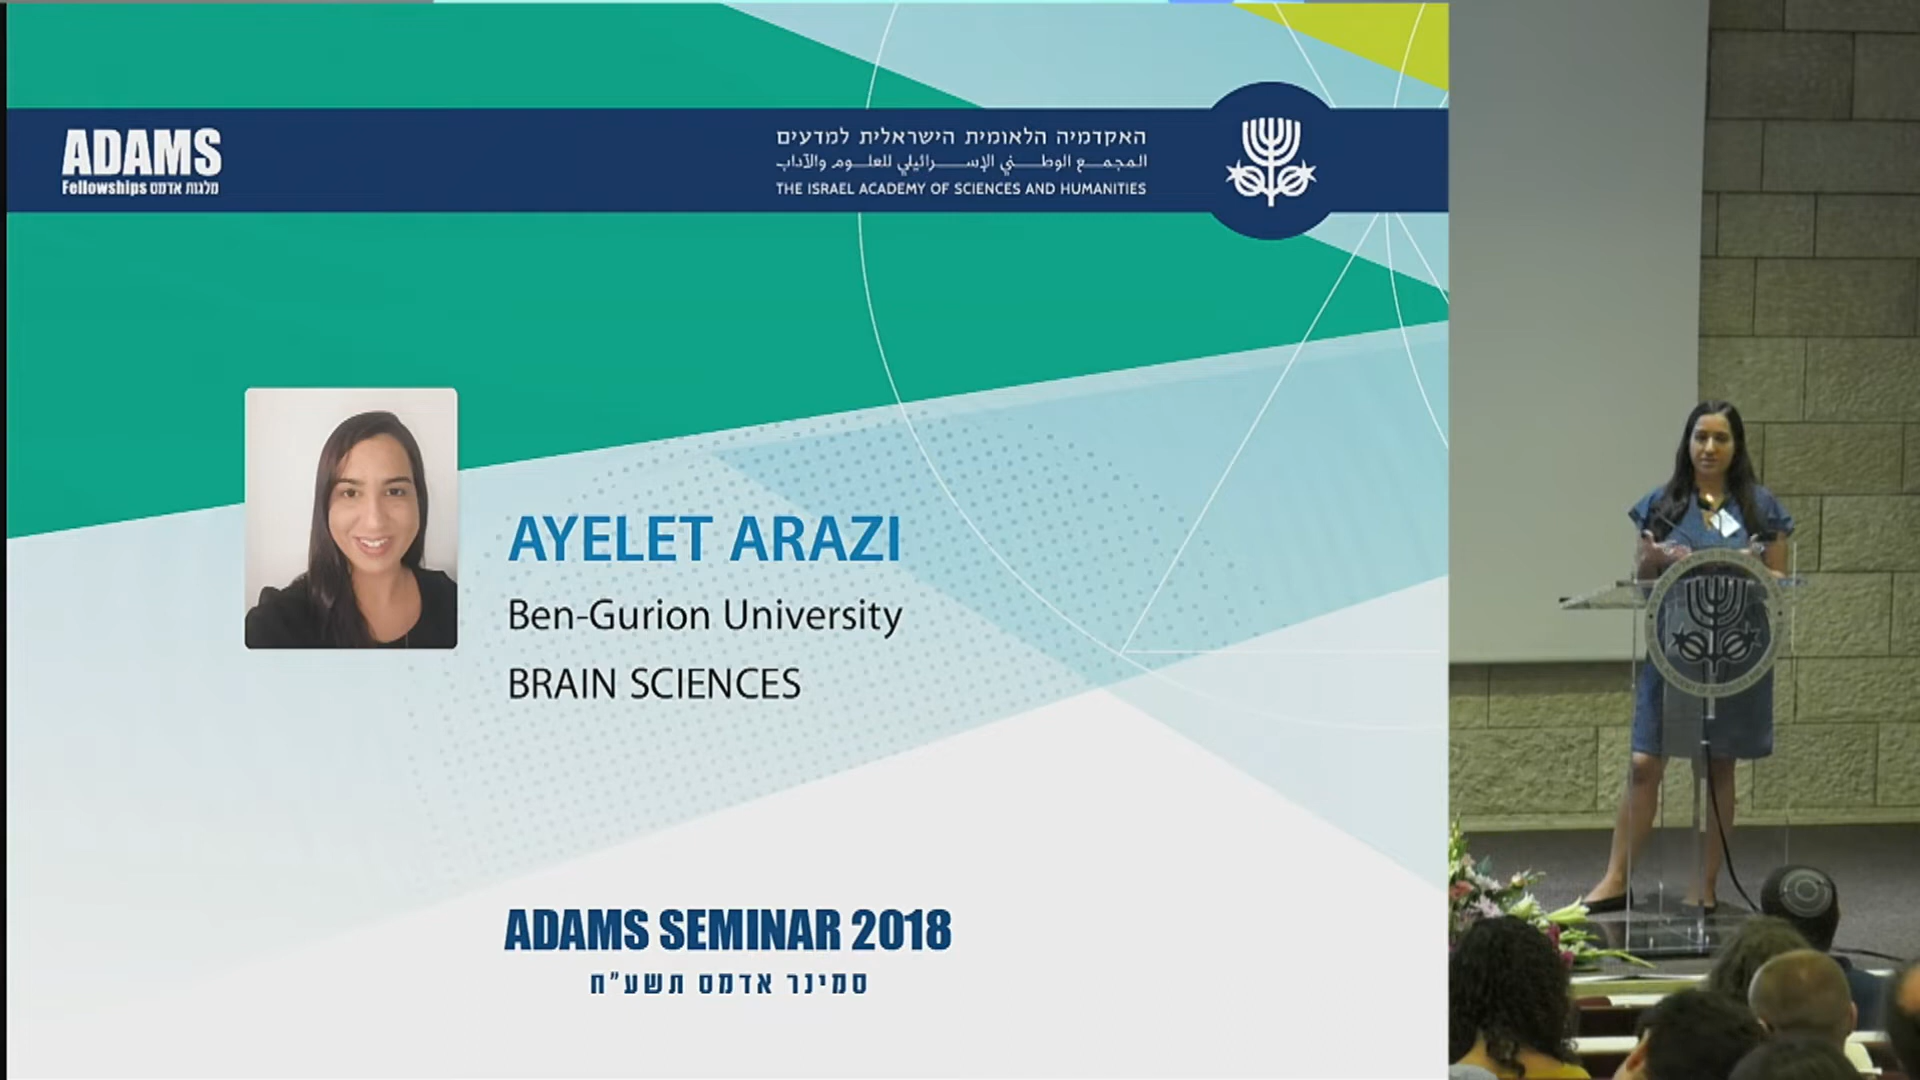 ADAMS
Fellowships מלגות אדמס
האקדמיה הלאומית הישראלית למדעים
المجمع الوطني الإسرائيلي للعلوم والآداب
THE ISRAEL ACADEMY OF SCIENCES AND HUMANITIES
AYELET ARAZI
Ben-Gurion University
BRAIN SCIENCES
ADAMS SEMINAR 2018
סמינר אדמס תשע"ח